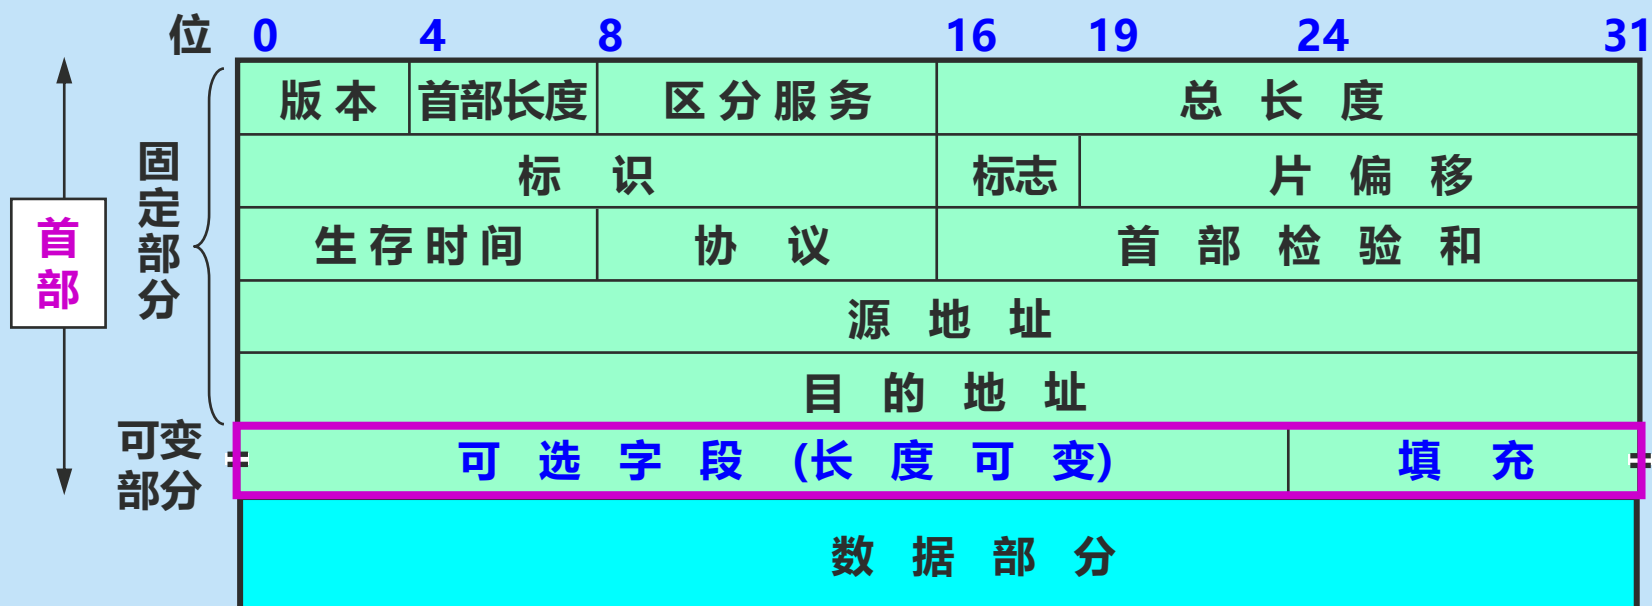 位 0 4 8 16 19 24 31
版本 首部长度 区分服务 总长度
标识 标志 片偏移
生存时间 协议 首部检验和
源地址
目的地址
可选字段 (长度可变) 填充
数据部分
首部
固定部分
可变
部分